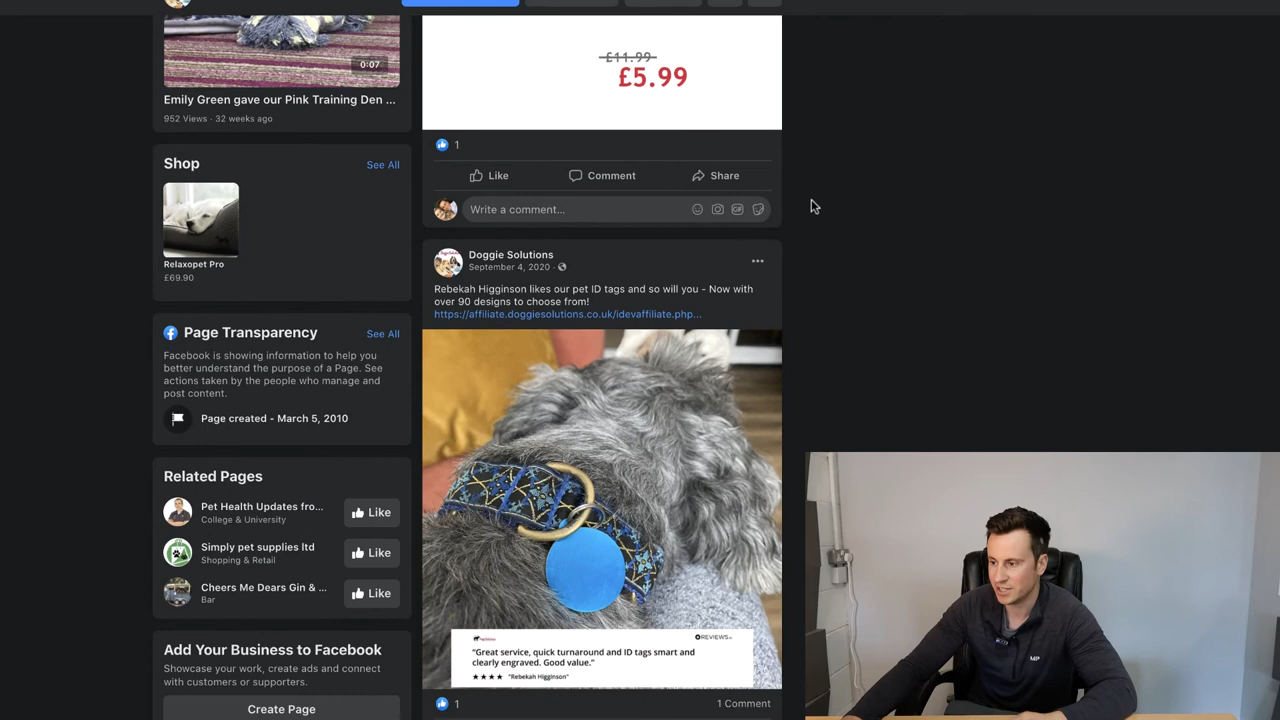 0:07
Emily Green gave our Pink Training Den ...
952 Views · 32 weeks ago
Shop
See All
Relaxopet Pro
£69.90
Page Transparency
See All
Facebook is showing information to help you
better understand the purpose of a Page. See
actions taken by the people who manage and
post content.
Page created - March 5, 2010
Related Pages
Pet Health Updates fro...
College & University
Like
Simply pet supplies ltd
Shopping & Retail
Like
Cheers Me Dears Gin & ...
Bar
Like
Add Your Business to Facebook
Showcase your work, create ads and connect
with customers or supporters.
Create Page
£11.99
£5.99
1
Like
Comment
Share
Write a comment...
GIF
Doggie Solutions
September 4, 2020 ·
Rebekah Higginson likes our pet ID tags and so will you - Now with
over 90 designs to choose from!
https://affiliate.doggiesolutions.co.uk/idevaffiliate.php...
REVIEWS.io
"Great service, quick turnaround and ID tags smart and
clearly engraved. Good value."
"Rebekah Higginson"
1
1 Comment
MP